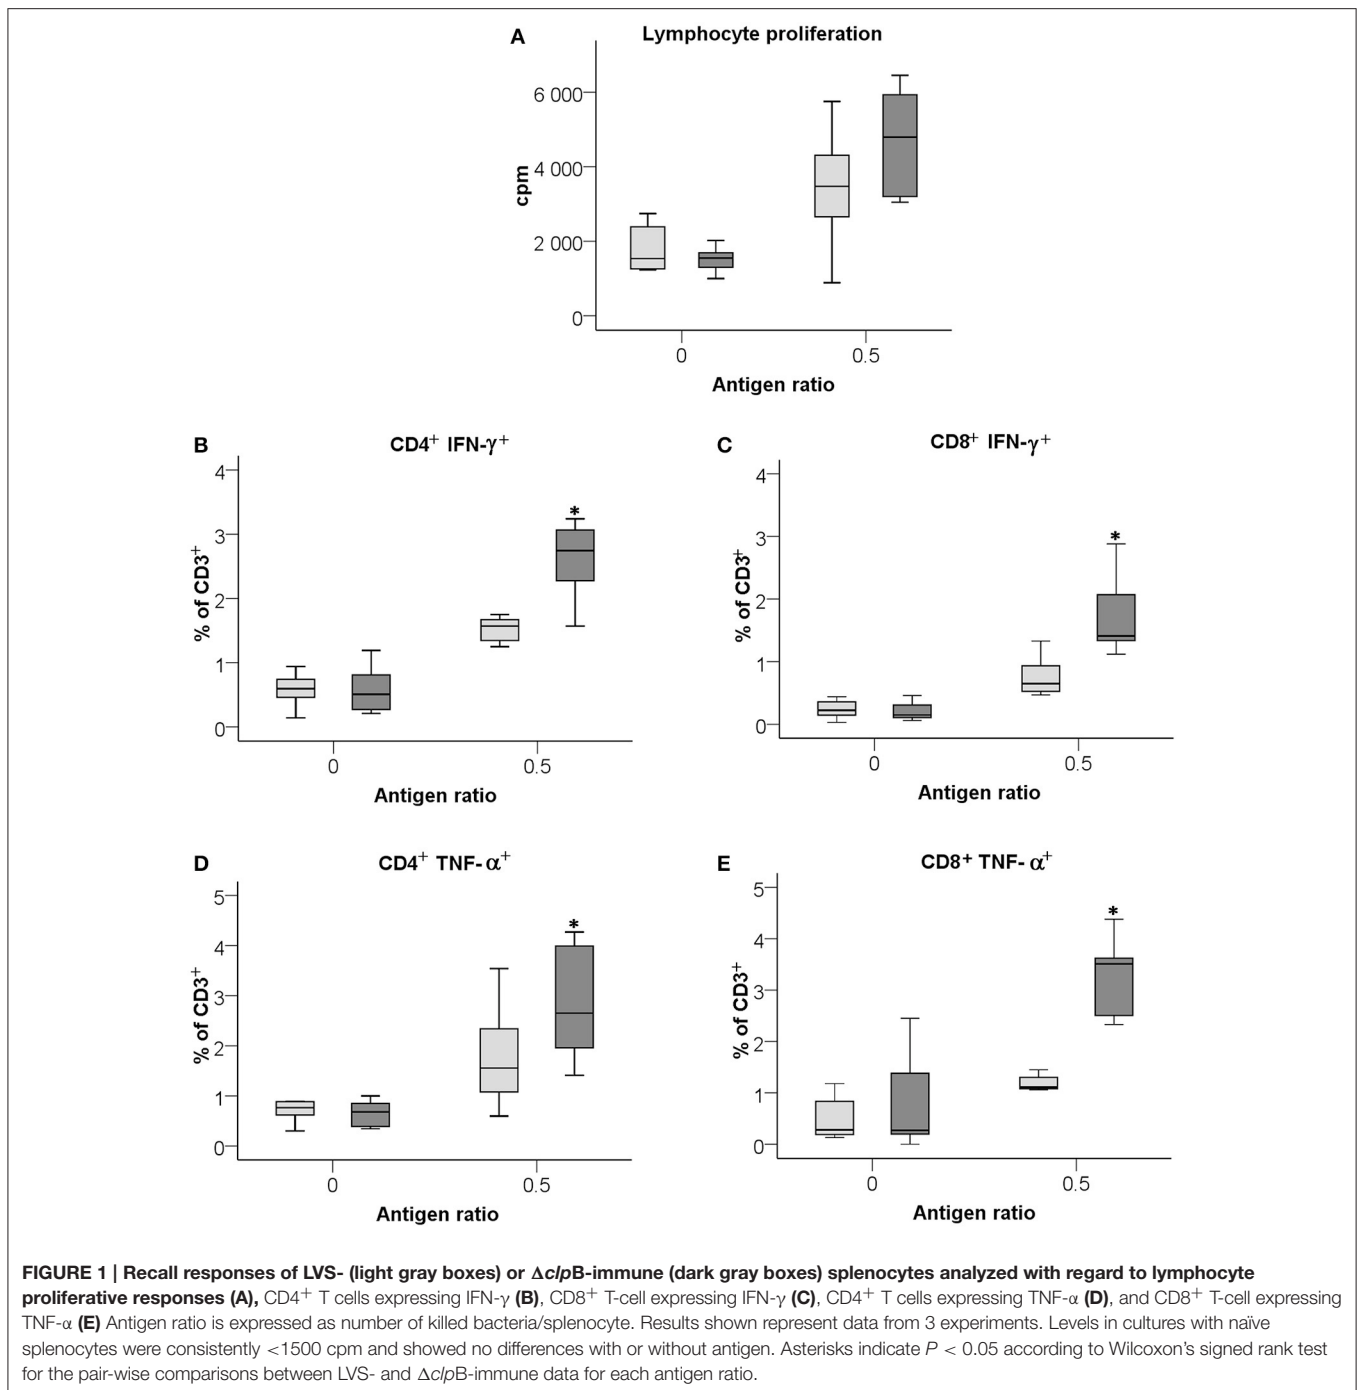 A Lymphocyte proliferation
6 000
4 000
2 000
0
cpm
0 0.5
Antigen ratio
B CD4+ IFN-γ+
4
3
2
1
0
% of CD3+
*
0 0.5
Antigen ratio
C CD8+ IFN-γ+
4
3
2
1
0
% of CD3+
*
0 0.5
Antigen ratio
D CD4+ TNF-α+
5
4
3
2
1
0
% of CD3+
*
0 0.5
Antigen ratio
E CD8+ TNF-α+
5
4
3
2
1
0
% of CD3+
*
0 0.5
Antigen ratio
FIGURE 1 | Recall responses of LVS- (light gray boxes) or ΔclpB-immune (dark gray boxes) splenocytes analyzed with regard to lymphocyte
proliferative responses (A), CD4+ T cells expressing IFN-γ (B), CD8+ T-cell expressing IFN-γ (C), CD4+ T cells expressing TNF-α (D), and CD8+ T-cell expressing
TNF-α (E) Antigen ratio is expressed as number of killed bacteria/splenocyte. Results shown represent data from 3 experiments. Levels in cultures with naïve
splenocytes were consistently <1500 cpm and showed no differences with or without antigen. Asterisks indicate P < 0.05 according to Wilcoxon's signed rank test
for the pair-wise comparisons between LVS- and ΔclpB-immune data for each antigen ratio.